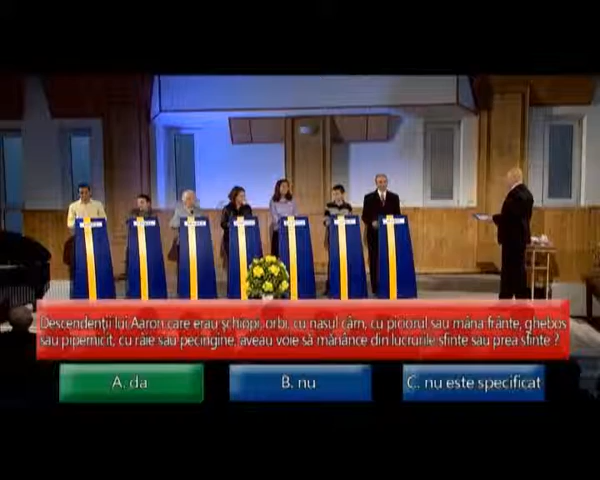 Descendenții lui Aaron care erau șchiopi, orbi, cu nasul cârn, cu piciorul sau mâna frânte, ghebos
sau pipernicit, cu râie sau pecingine, aveau voie să mănânce din lucrurile sfinte sau prea sfinte ?
A. da
B. nu
C. nu este specificat